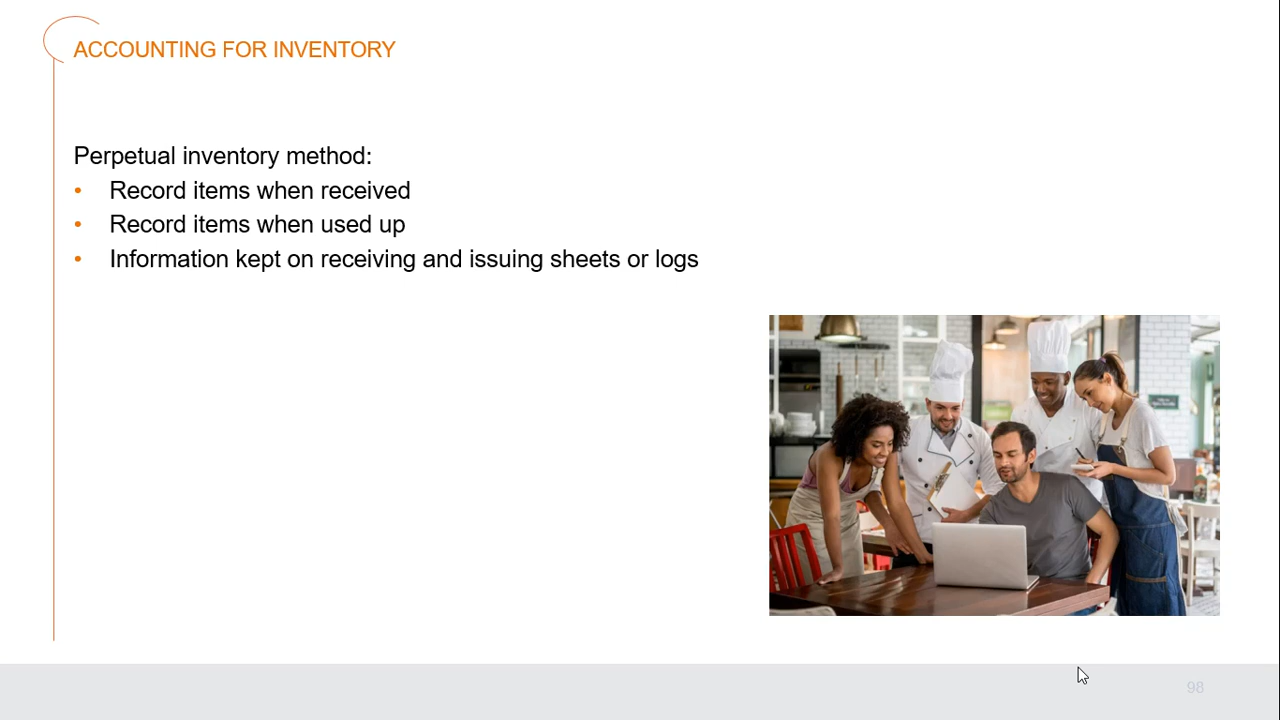 ACCOUNTING FOR INVENTORY
Perpetual inventory method:
• Record items when received
• Record items when used up
• Information kept on receiving and issuing sheets or logs
98